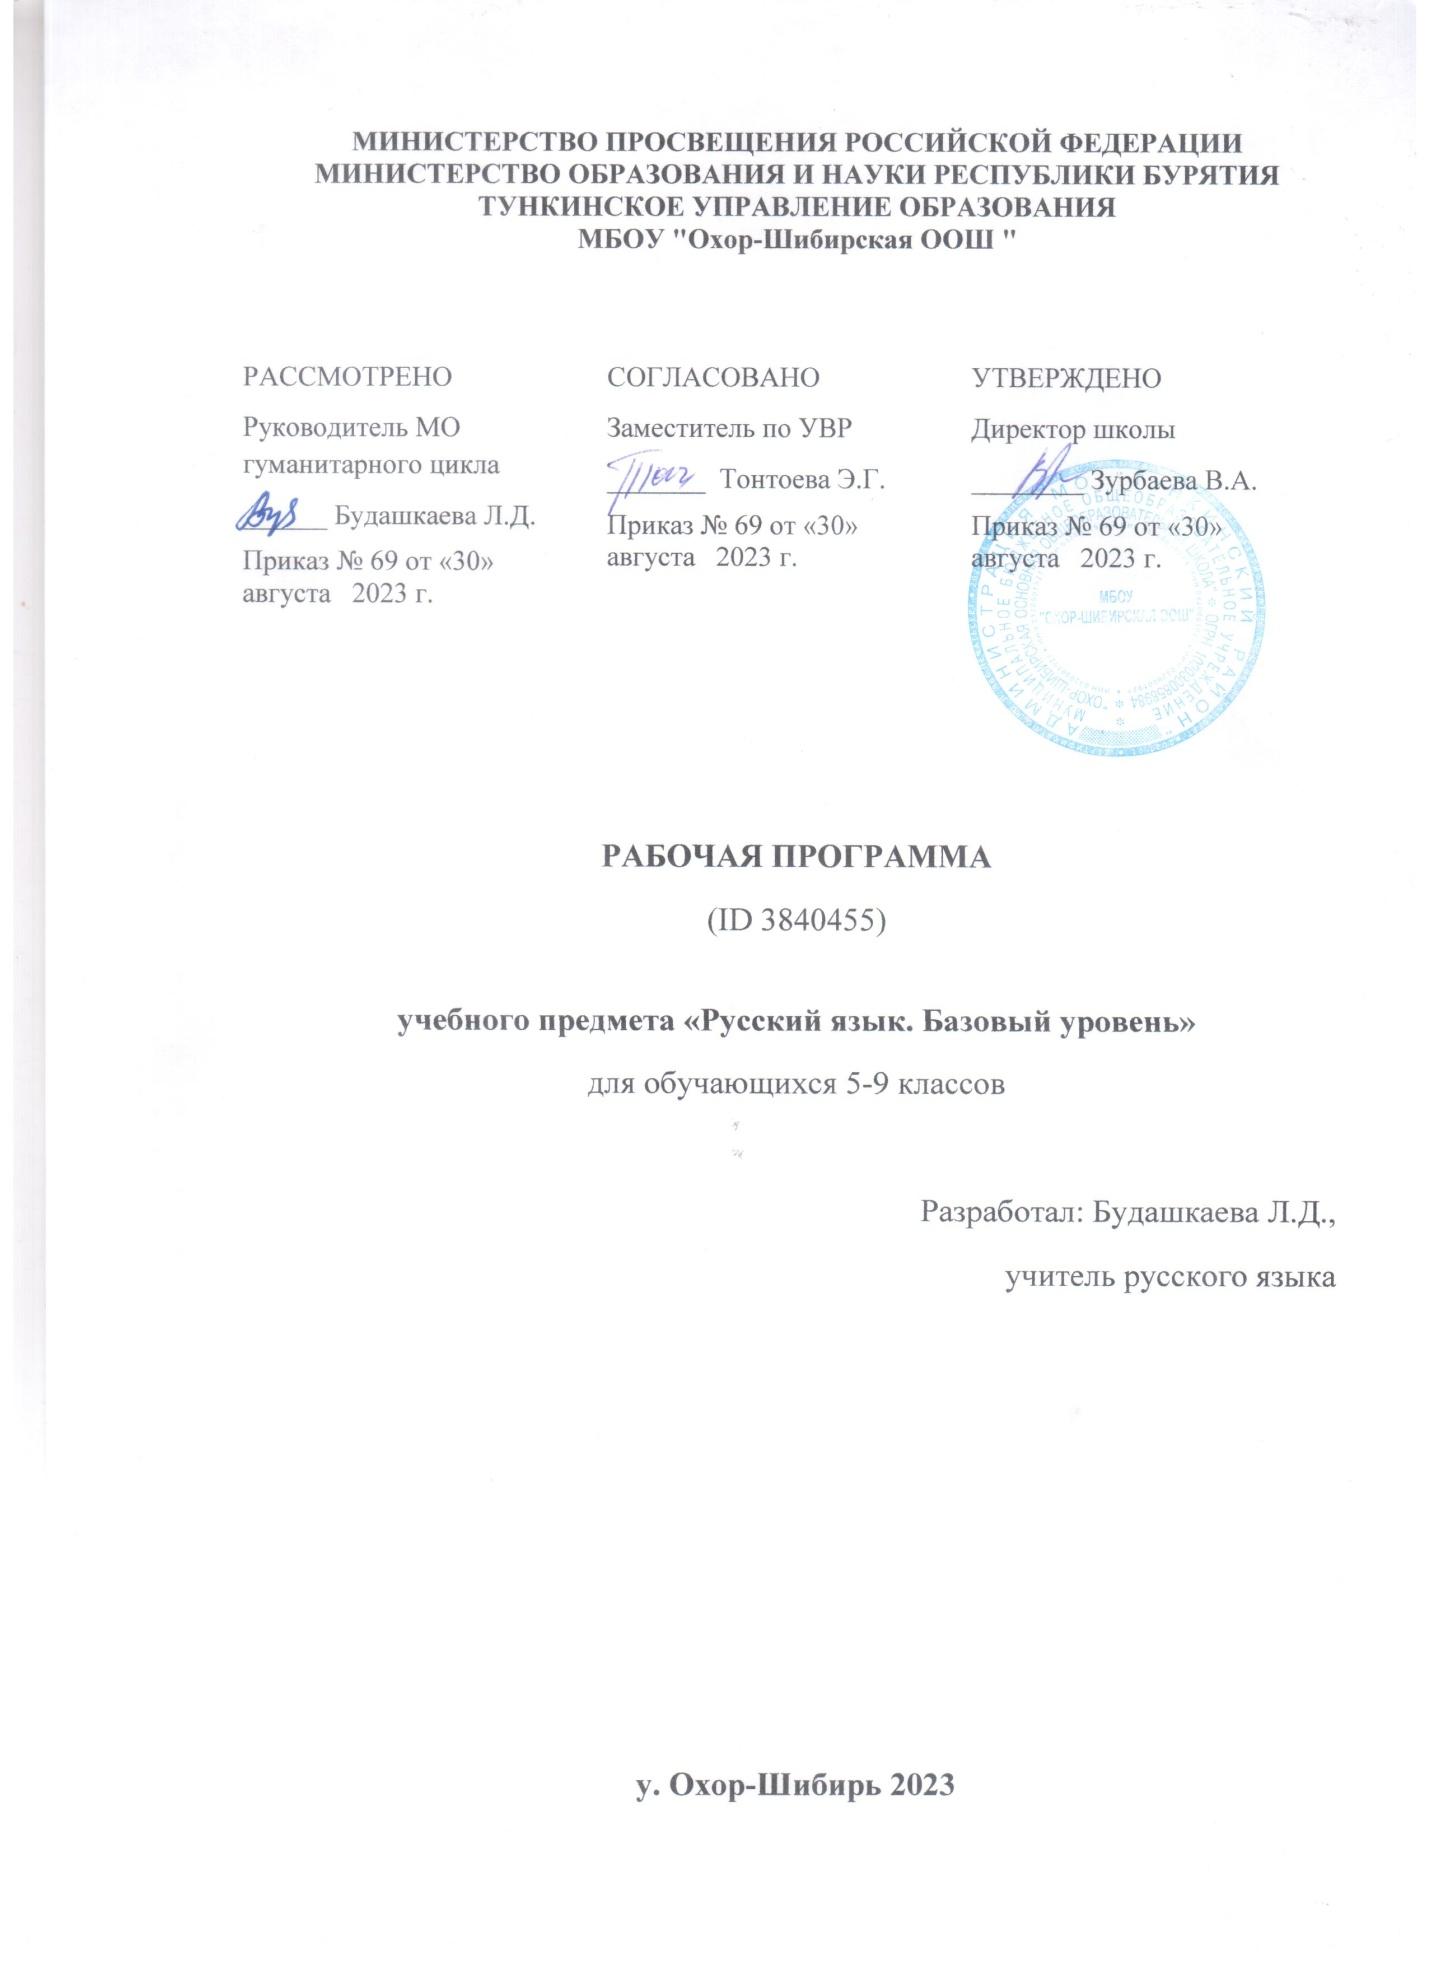 МИНИСТЕРСТВО ПРОСВЕЩЕНИЯ РОССИЙСКОЙ ФЕДЕРАЦИИ
МИНИСТЕРСТВО ОБРАЗОВАНИЯ И НАУКИ РЕСПУБЛИКИ БУРЯТИЯ
ТУНКИНСКОЕ УПРАВЛЕНИЕ ОБРАЗОВАНИЯ
МБОУ "Охор-Шибирская ООШ "
РАССМОТРЕНО
Руководитель МО
гуманитарного цикла
Будашкаева Л.Д.
Приказ № 69 от «30»
августа 2023 г.
СОГЛАСОВАНО
Заместитель по УВР
Тонтоева Э.Г.
Приказ № 69 от «30»
августа 2023 г.
УТВЕРЖДЕНО
Директор школы
Зурбаева В.А.
Приказ № 69 от «30»
августа 2023 г.
МБОУ
"ОХОР-ШИБИРСКАЯ ООШ"
РАБОЧАЯ ПРОГРАММА
(ID 3840455)
учебного предмета «Русский язык. Базовый уровень»
для обучающихся 5-9 классов
Разработал: Будашкаева Л.Д.,
учитель русского языка
у. Охор-Шибирь 2023